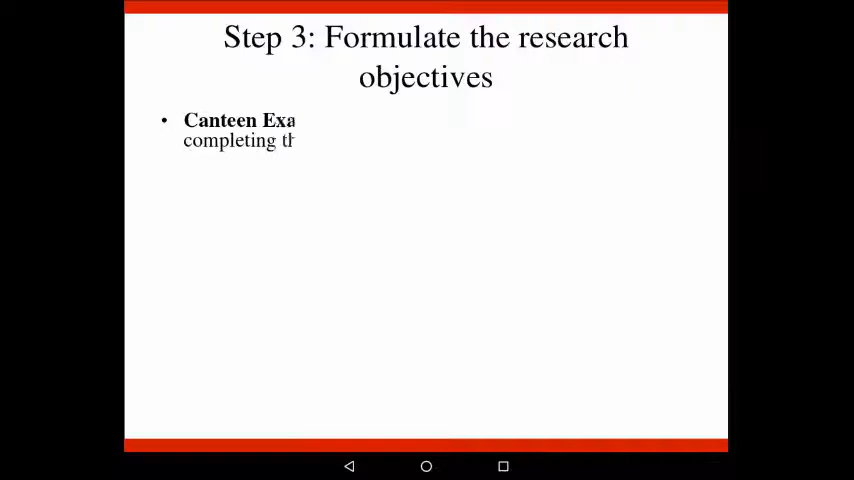 Step 3: Formulate the research
objectives
• Canteen Exa
completing th